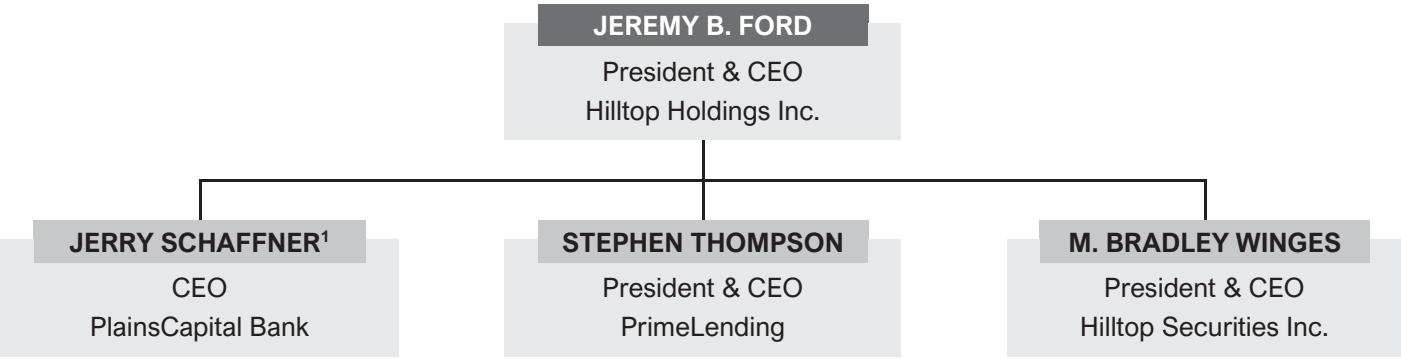 JEREMY B. FORD
President & CEO
Hilltop Holdings Inc.
JERRY SCHAFFNER¹
CEO
PlainsCapital Bank
STEPHEN THOMPSON
President & CEO
PrimeLending
M. BRADLEY WINGES
President & CEO
Hilltop Securities Inc.